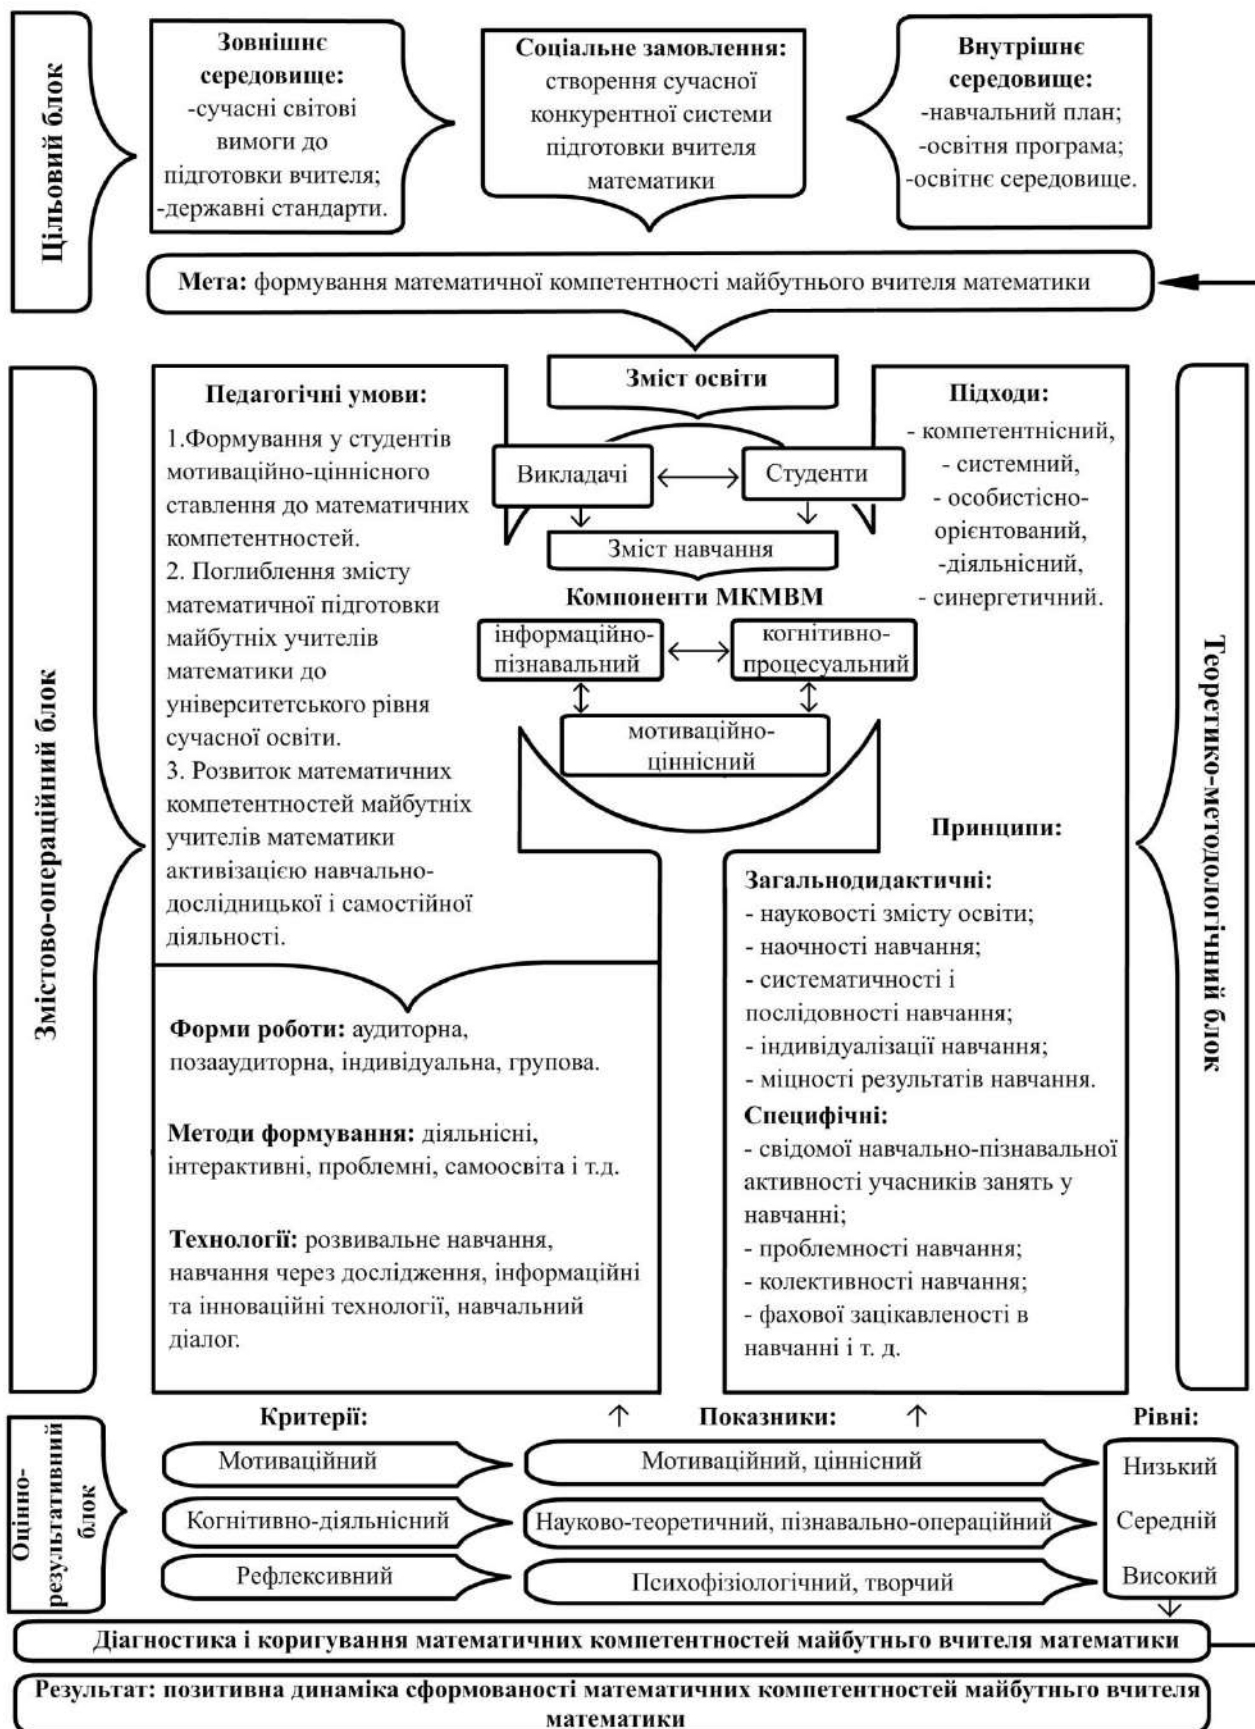 Цільовий блок
Зовнішнє
середовище:
-сучасні світові
вимоги до
підготовки вчителя;
-державні стандарти.
Соціальне замовлення:
створення сучасної
конкурентної системи
підготовки вчителя
математики
Внутрішнє
середовище:
-навчальний план;
-освітня програма;
-освітнє середовище.
Мета: формування математичної компетентності майбутнього вчителя математики
Змістово-операційний блок
Педагогічні умови:
1.Формування у студентів
мотиваційно-ціннісного
ставлення до математичних
компетентностей.
2. Поглиблення змісту
математичної підготовки
майбутніх учителів
математики до
університетського рівня
сучасної освіти.
3. Розвиток математичних
компетентностей майбутніх
учителів математики
активізацією навчально-
дослідницької і самостійної
діяльності.
Форми роботи: аудиторна,
позааудиторна, індивідуальна, групова.
Методи формування: діяльнісні,
інтерактивні, проблемні, самоосвіта і т.д.
Технології: розвивальне навчання,
навчання через дослідження, інформаційні
та інноваційні технології, навчальний
діалог.
Зміст освіти
Викладачі
Студенти
Зміст навчання
Компоненти МКМВМ
інформаційно-
пізнавальний
когнітивно-
процесуальний
мотиваційно-
ціннісний
Підходи:
- компетентнісний,
- системний,
- особистісно-
орієнтований,
-діяльнісний,
- синергетичний.
Принципи:
Загальнодидактичні:
- науковості змісту освіти;
- наочності навчання;
- систематичності і
послідовності навчання;
- індивідуалізації навчання;
- міцності результатів навчання.
Специфічні:
- свідомої навчально-пізнавальної
активності учасників занять у
навчанні;
- проблемності навчання;
- колективності навчання;
- фахової зацікавленості в
навчанні і т. д.
Теоретико-методологічний блок
Оцінно-
результативний
блок
Критерії:
Показники:
Рівні:
Мотиваційний
Мотиваційний, ціннісний
Низький
Когнітивно-діяльнісний
Науково-теоретичний, пізнавально-операційний
Середній
Рефлексивний
Психофізіологічний, творчий
Високий
Діагностика і коригування математичних компетентностей майбутнього вчителя математики
Результат: позитивна динаміка сформованості математичних компетентностей майбутнього вчителя
математики